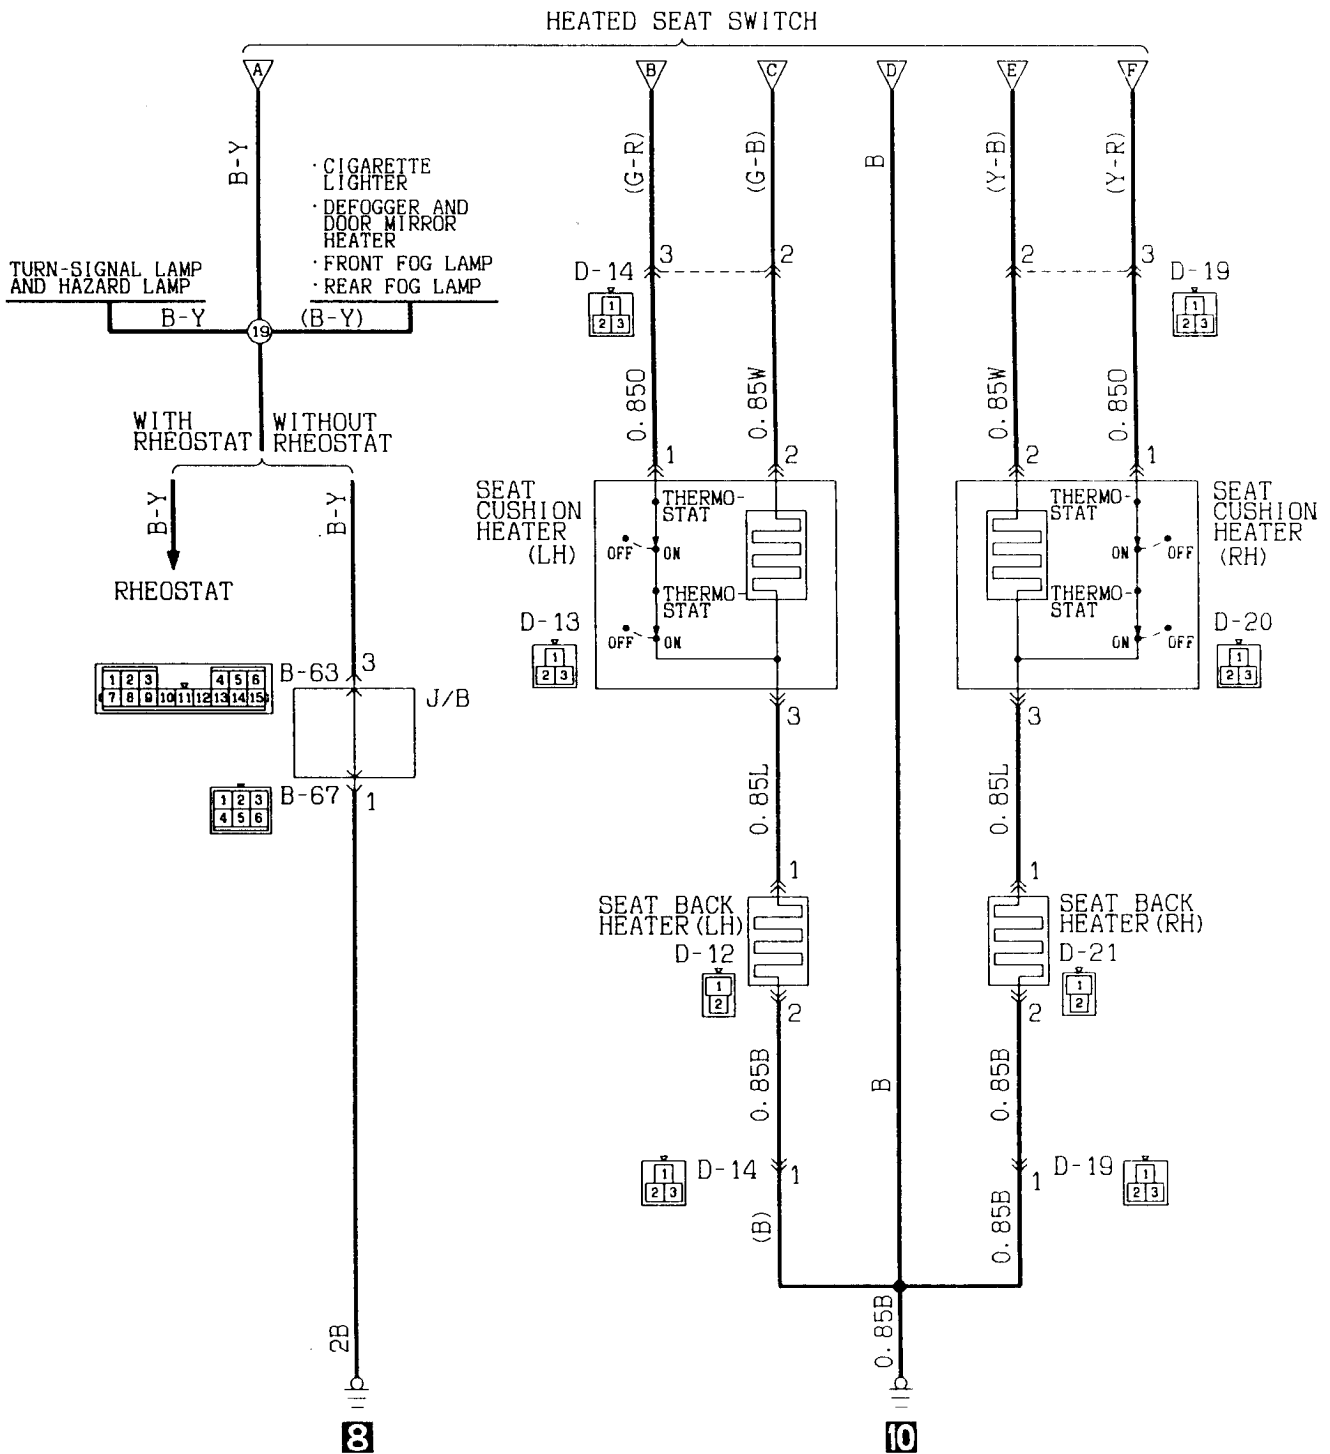 HEATED SEAT SWITCH
A
B
C
D
E
F
B-Y
(G-R)
(G-B)
B
(Y-B)
(Y-R)
· CIGARETTE
LIGHTER
· DEFOGGER AND
DOOR MIRROR
HEATER
· FRONT FOG LAMP
· REAR FOG LAMP
TURN-SIGNAL LAMP
AND HAZARD LAMP
B-Y
19
(B-Y)
D-14
3
2
2
3
D-19
1
2 3
1
2 3
0.85O
0.85W
0.85W
0.85O
WITH
RHEOSTAT
WITHOUT
RHEOSTAT
B-Y
B-Y
RHEOSTAT
1
2
2
1
SEAT
CUSHION
HEATER
(LH)
THERMO-
STAT
OFF
ON
THERMO-
STAT
OFF
ON
D-13
1
2 3
THERMO-
STAT
ON
OFF
THERMO-
STAT
ON
OFF
SEAT
CUSHION
HEATER
(RH)
D-20
1
2 3
1 2 3 4 5 6
7 8 9 10 11 12 13 14 15
B-63
3
J/B
1 2 3
4 5 6
B-67
1
3
3
0.85L
0.85L
1
1
SEAT BACK
HEATER(LH)
D-12
1
2
SEAT BACK
HEATER(RH)
D-21
1
2
2
2
0.85B
B
0.85B
1
2 3
D-14
1
1
D-19
1
2 3
(B)
0.85B
2B
0.85B
8
10